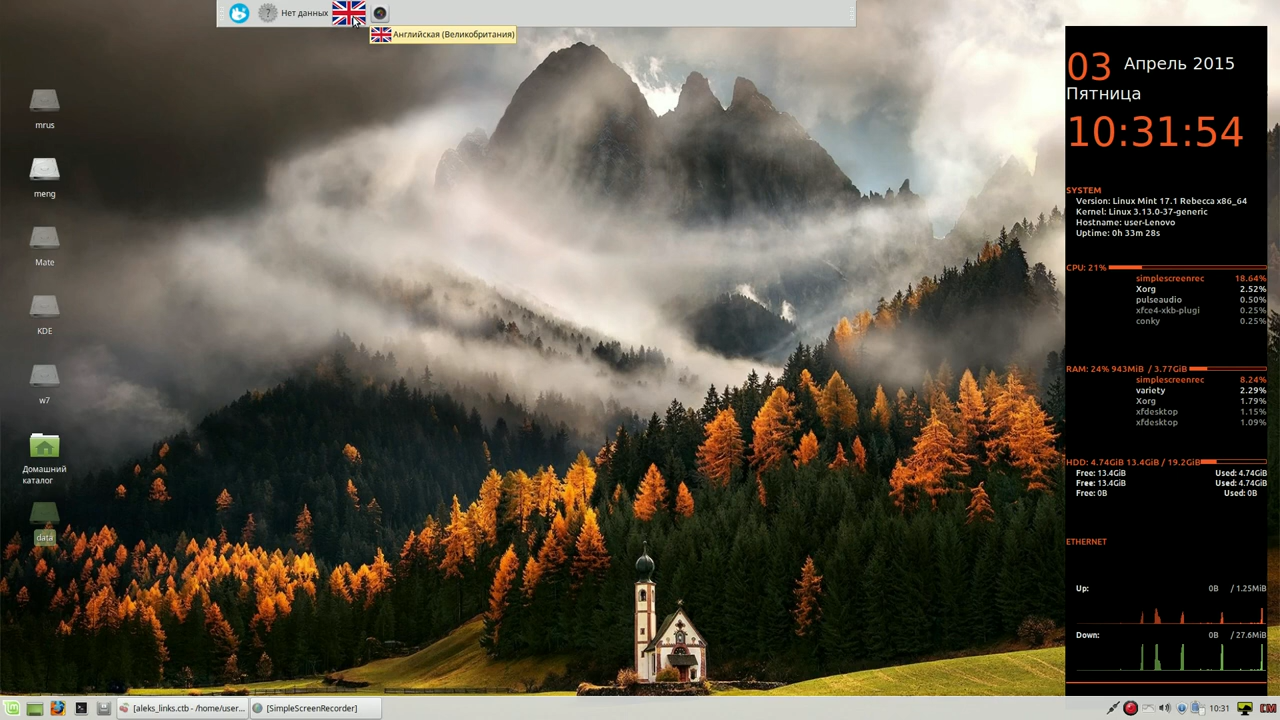 Нет данных
Английская (Великобритания)
mrus
meng
Mate
KDE
w7
Домашний
каталог
data
03 Апрель 2015
Пятница
10:31:54
SYSTEM
Version: Linux Mint 17.1 Rebecca x86_64
Kernel: Linux 3.13.0-37-generic
Hostname: user-Lenovo
Uptime: 0h 33m 28s
CPU: 21%
simplescreenrec 18.64%
Xorg 2.52%
pulseaudio 0.50%
xfce4-xkb-plugi 0.25%
conky 0.25%
RAM: 24% 943MiB / 3.77GiB
simplescreenrec 8.24%
variety 2.29%
Xorg 1.79%
xfdesktop 1.15%
xfdesktop 1.09%
HDD: 4.74GiB 13.4GiB / 19.2GiB
Free: 13.4GiB Used: 4.74GiB
Free: 13.4GiB Used: 4.74GiB
Free: 0B Used: 0B
ETHERNET
Up: 0B / 1.25MiB
Down: 0B / 27.6MiB
[aleks_links.ctb - /home/user... [SimpleScreenRecorder] 10:31